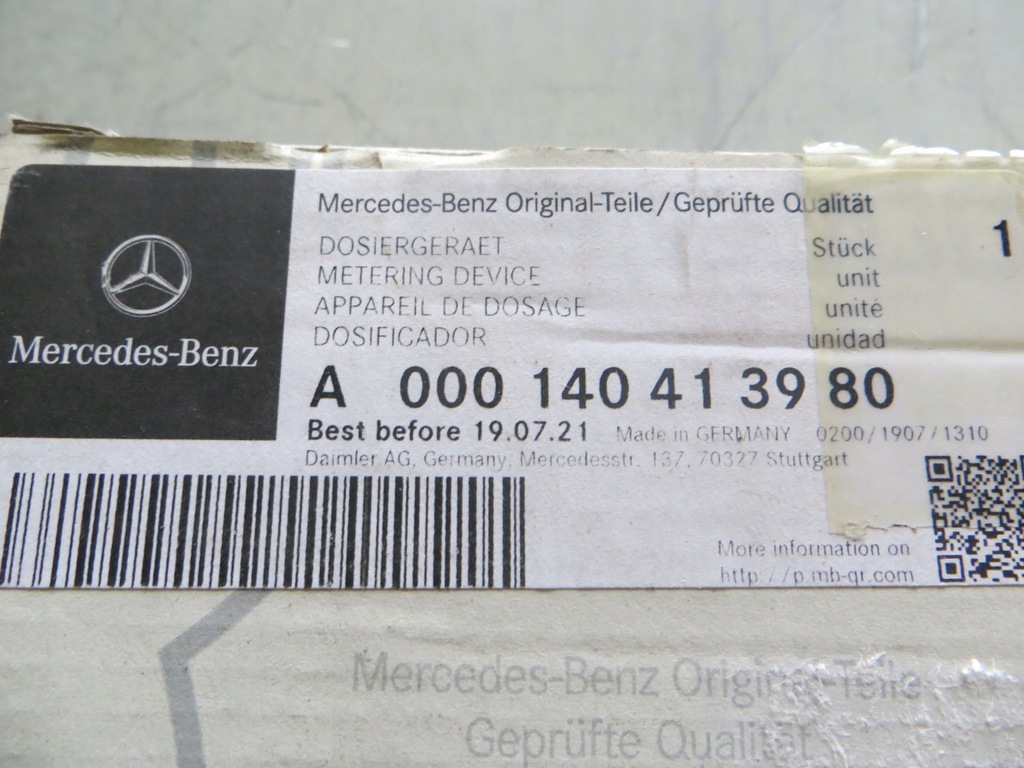 Mercedes-Benz
Mercedes-Benz Original-Teile/Geprüfte Qualität
DOSIERGERAET
METERING DEVICE
APPAREIL DE DOSAGE
DOSIFICADOR
Stück 1
unit
unité
unidad
A 000 140 41 39 80
Best before 19.07.21 Made in GERMANY 0200/1907/1310
Daimler AG, Germany, Mercedesstr. 137, 70327 Stuttgart
More information on
http://p.mb-qr.com
Mercedes-Benz Original-Teile
Geprüfte Qualität